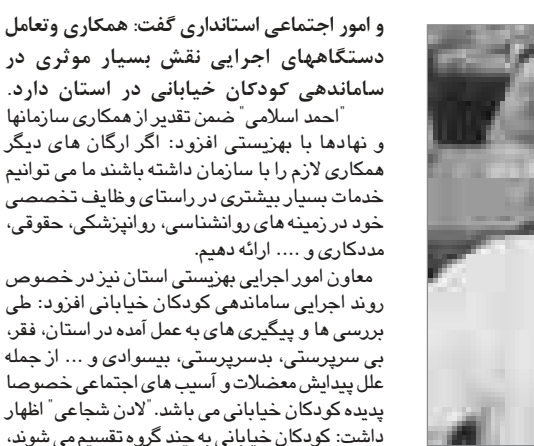 و امور اجتماعی استانداری گفت: همکاری وتعامل
دستگاههای اجرایی نقش بسیار موثری در
ساماندهی کودکان خیابانی در استان دارد.
"احمد اسلامی" ضمن تقدیر از همکاری سازمانها
و نهادها با بهزیستی افزود: اگر ارگان های دیگر
همکاری لازم را با سازمان داشته باشند ما می توانیم
خدمات بسیار بیشتری در راستای وظایف تخصصی
خود در زمینه های روانشناسی، روانپزشکی، حقوقی،
مددکاری و .... ارائه دهیم.
معاون امور اجرایی بهزیستی استان نیز در خصوص
روند اجرایی ساماندهی کودکان خیابانی افزود: طی
بررسی ها و پیگیری های به عمل آمده در استان، فقر،
بی سرپرستی، بدسرپرستی، بیسوادی و ... از جمله
علل پیدایش معضلات و آسیب های اجتماعی خصوصا
پدیده کودکان خیابانی می باشد. "لادن شجاعی" اظهار
داشت: کودکان خیابانی به چند گروه تقسیم می شوند،